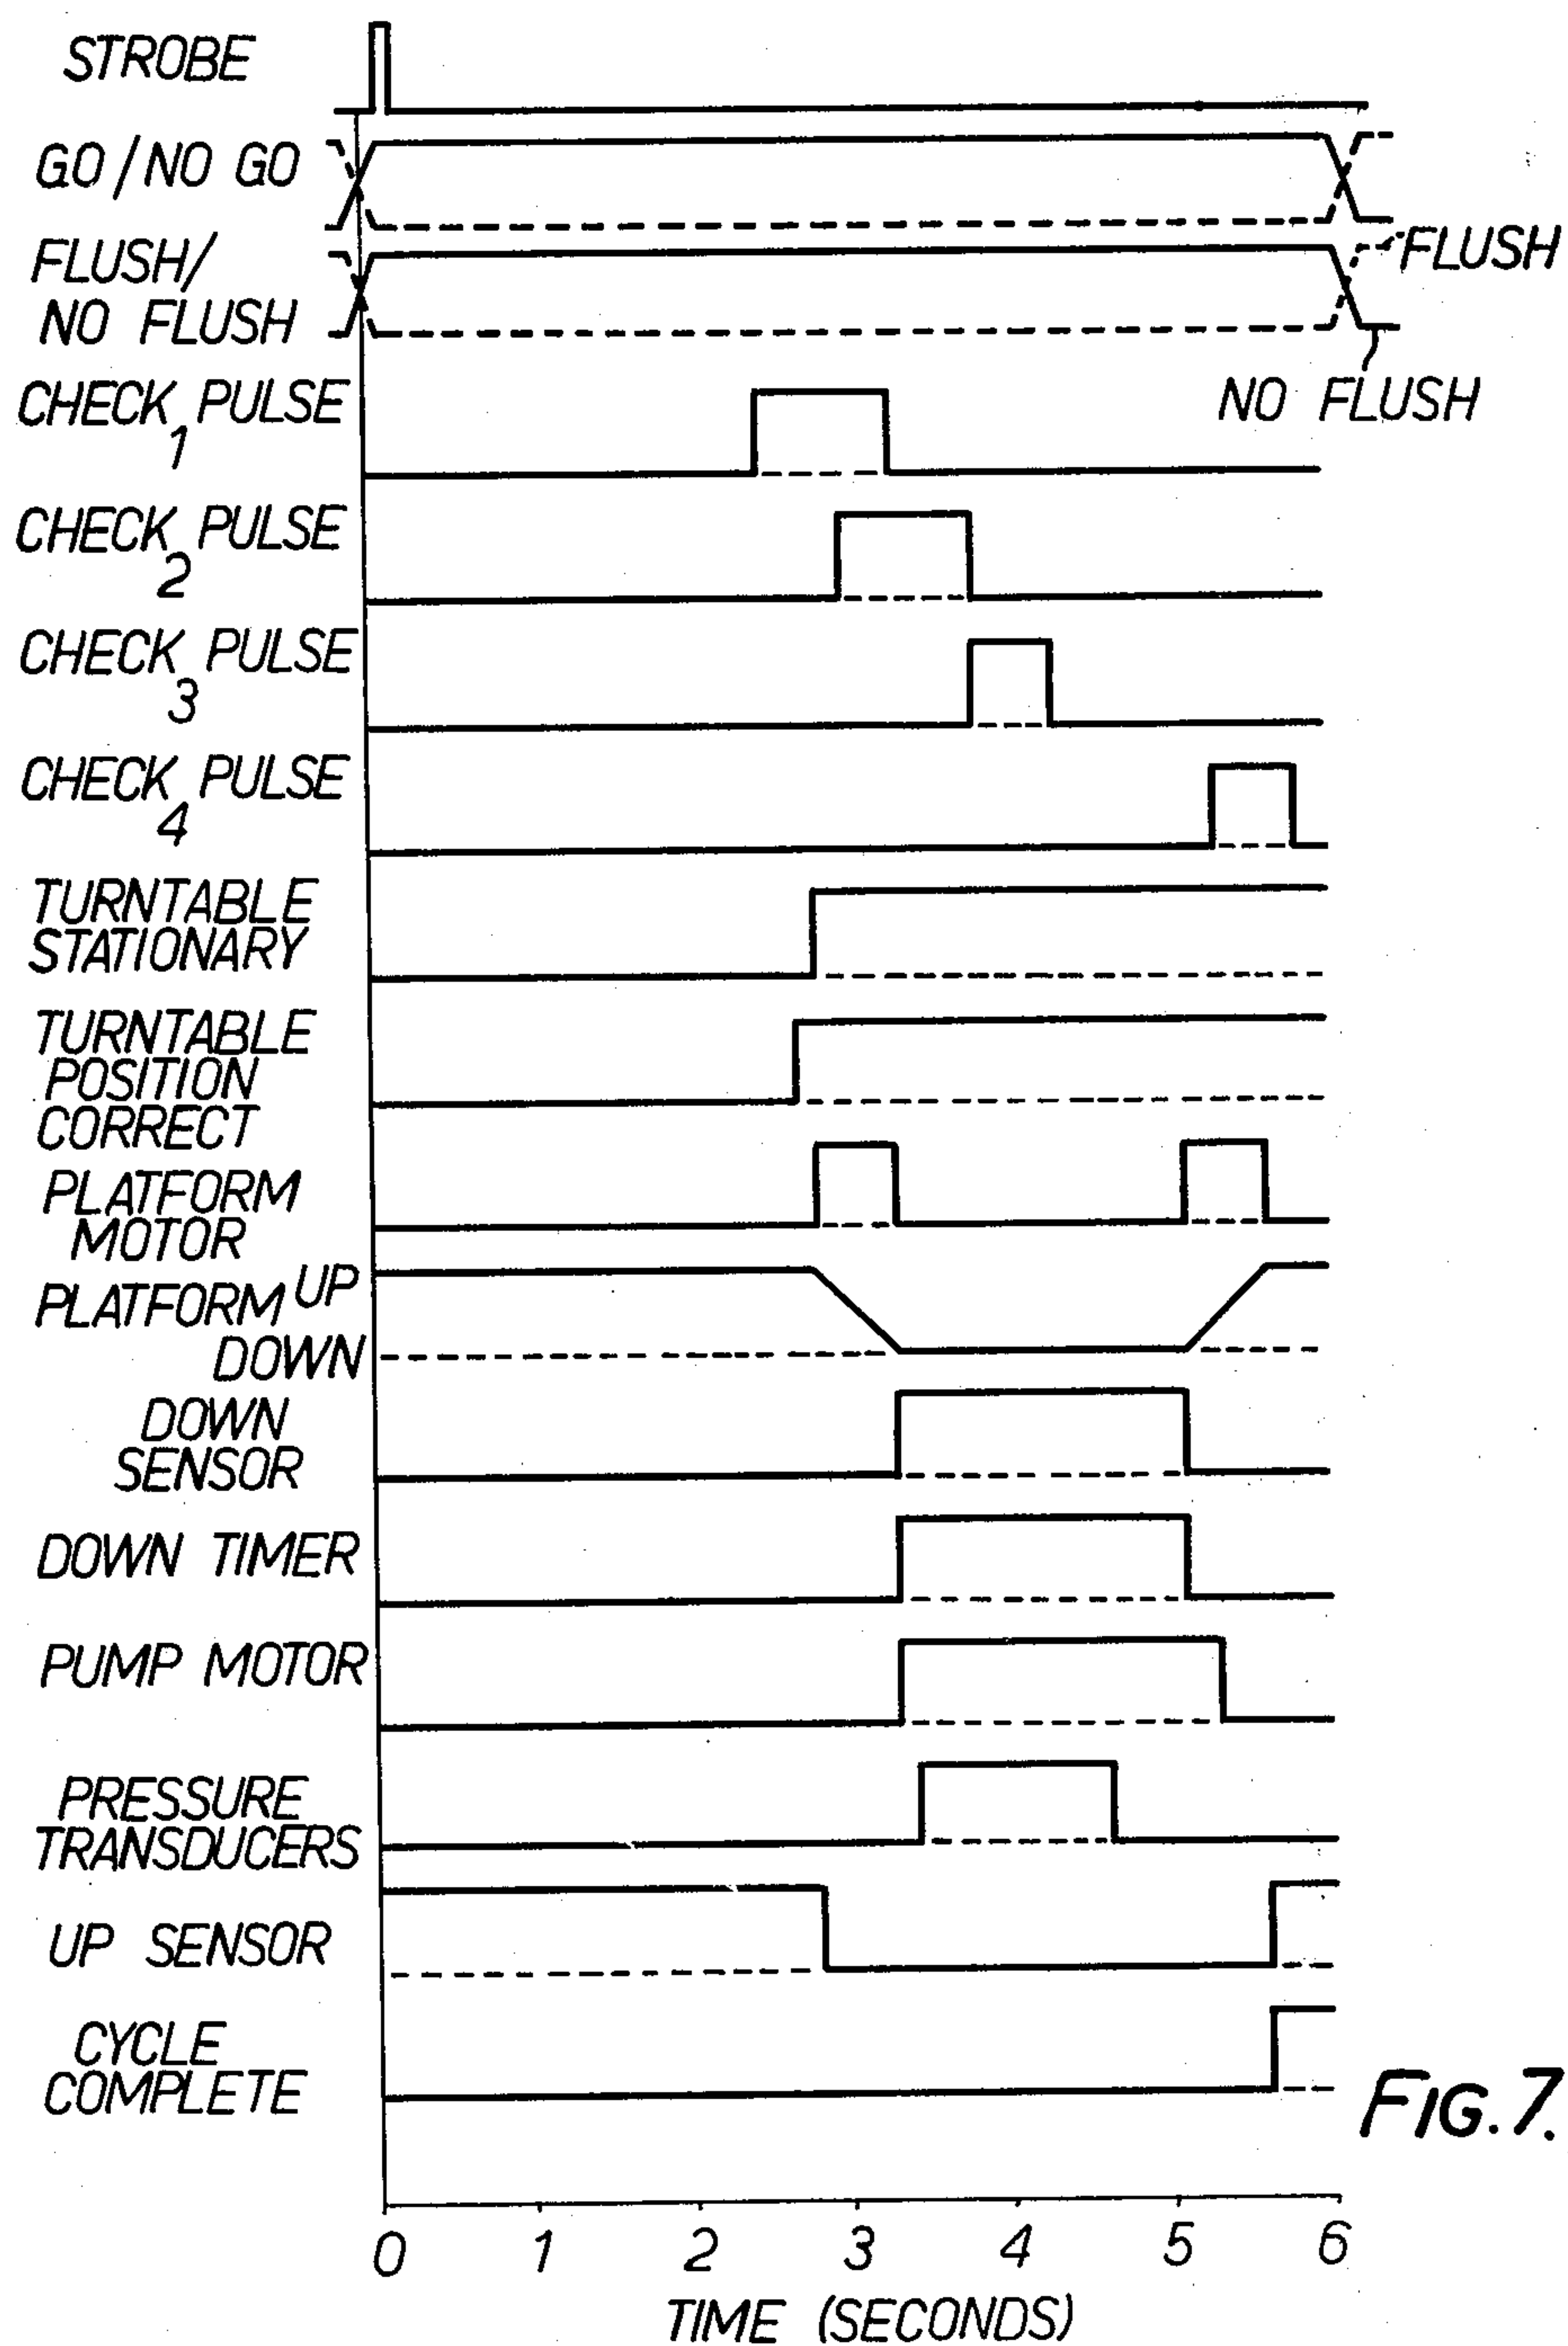 STROBE
GO/NO GO
FLUSH/
NO FLUSH
FLUSH
NO FLUSH
CHECK PULSE
1
CHECK PULSE
2
CHECK PULSE
3
CHECK PULSE
4
TURNTABLE
STATIONARY
TURNTABLE
POSITION
CORRECT
PLATFORM
MOTOR
PLATFORM UP
DOWN
DOWN
SENSOR
DOWN TIMER
PUMP MOTOR
PRESSURE
TRANSDUCERS
UP SENSOR
CYCLE
COMPLETE
FIG.7.
0 1 2 3 4 5 6
TIME (SECONDS)